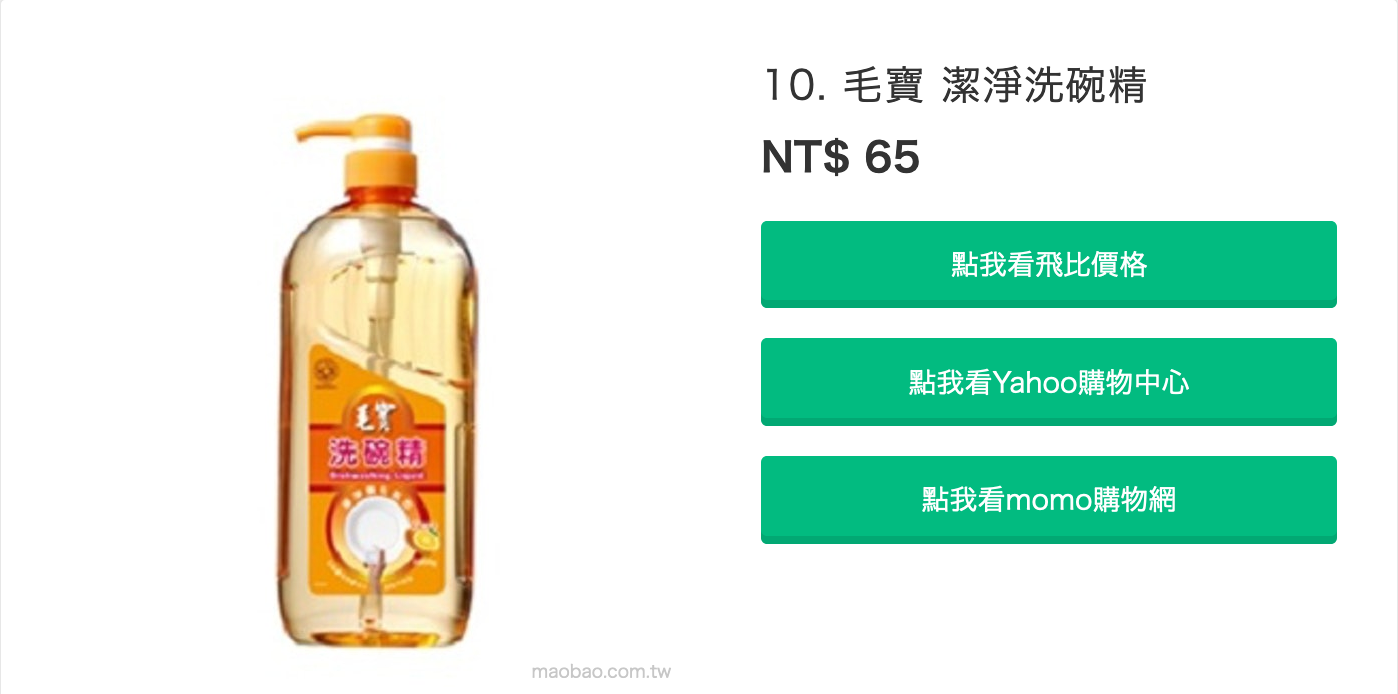 10. 毛寶 潔淨洗碗精
NT$ 65
點我看飛比價格
點我看Yahoo購物中心
點我看momo購物網
毛寶
洗碗精
Dishwashing Liquid
maobao.com.tw